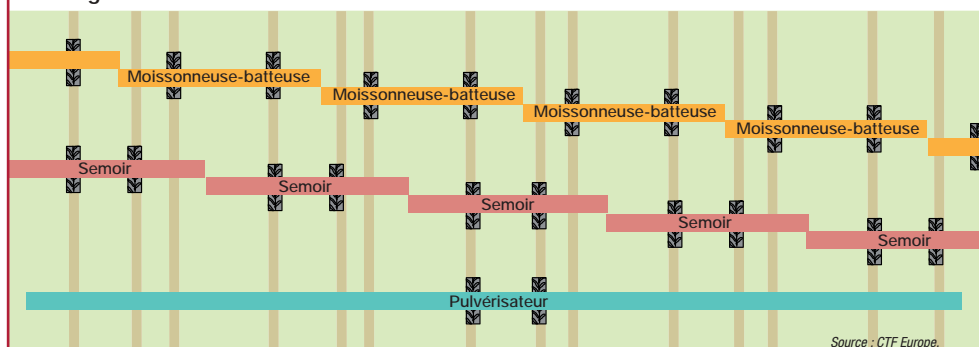 Moissonneuse-batteuse
Moissonneuse-batteuse
Moissonneuse-batteuse
Moissonneuse-batteuse
Semoir
Semoir
Semoir
Semoir
Semoir
Pulvérisateur
Source : CTF Europe.